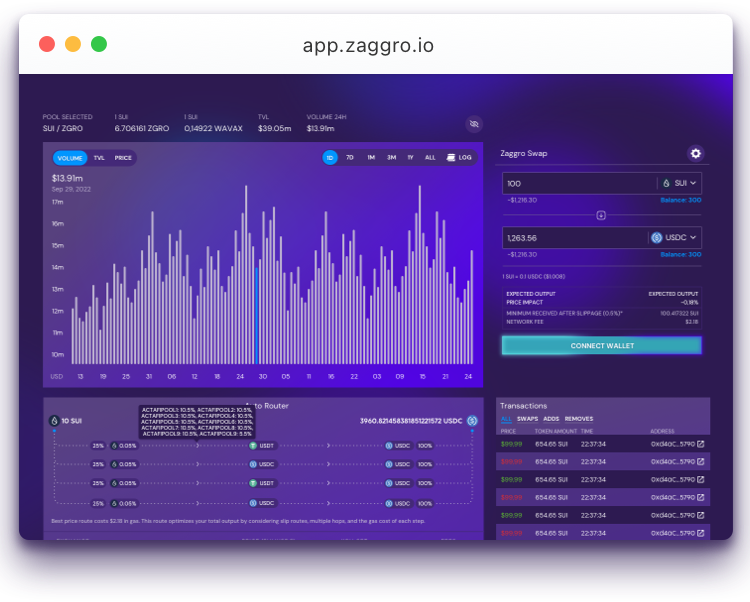 app.zaggro.io
POOL SELECTED 1 SUI 1 SUI TVL VOLUME 24H
SUI / ZGRO 6.706161 ZGRO 0,14922 WAVAX $39.05m $13.91m
VOLUME TVL PRICE 1D 7D 1M 3M 1Y ALL LOG
$13.91m
Sep 29, 2022
17m
16m
15m
14m
13m
12m
11m
10m
USD 13 19 25 31 06 12 18 24 30 05 11 16 22 03 09 15 21 24
Zaggro Swap
100 SUI
~$1,216.30 Balance: 300
1,263.56 USDC
~$1,216.30 Balance: 300
1 SUI = 0.1 USDC ($1.008)
EXPECTED OUTPUT EXPECTED OUTPUT
PRICE IMPACT ~0,18%
MINIMUM RECEIVED AFTER SLIPPAGE (0.5%)* 100.417322 SUI
NETWORK FEE $2.18
CONNECT WALLET
Auto Router
10 SUI 3960.821458381851221572 USDC
ACTAFIPOOL1: 10.5%, ACTAFIPOOL2: 10.5%,
ACTAFIPOOL3: 10.5%, ACTAFIPOOL4: 10.5%,
ACTAFIPOOL5: 10.5%, ACTAFIPOOL6: 10.5%,
ACTAFIPOOL7: 10.5%, ACTAFIPOOL8: 10.5%,
ACTAFIPOOL9: 10.5%, ACTAFIPOOL9: 5.5%,
25% 0.05% USDT USDC 100%
25% 0.05% USDC USDC 100%
25% 0.05% USDT USDC 100%
25% 0.05% USDC USDC 100%
Best price route costs $2,18 in gas. This route optimizes your total output by considering slip routes, multiple hops, and the gas cost of each step.
Transactions
ALL SWAPS ADDS REMOVES
PRICE TOKEN AMOUNT TIME ADDRESS
$99,99 654.65 SUI 22:37:34 0xd4aC...5790
$99,99 654.65 SUI 22:37:34 0xd4aC...5790
$99,99 654.65 SUI 22:37:34 0xd4aC...5790
$99,99 654.65 SUI 22:37:34 0xd4aC...5790
$99,99 654.65 SUI 22:37:34 0xd4aC...5790
$99,99 654.65 SUI 22:37:34 0xd4aC...5790